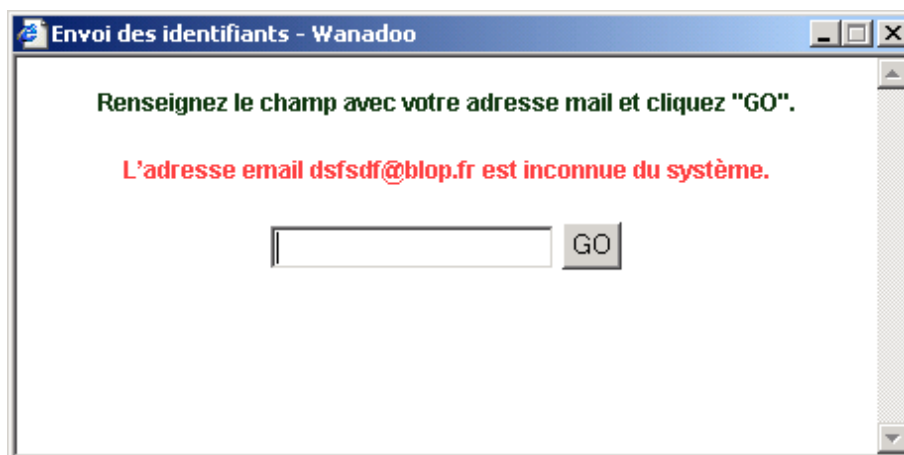 Envoi des identifiants - Wanadoo
Renseignez le champ avec votre adresse mail et cliquez "GO".
L'adresse email dsfsdf@blop.fr est inconnue du système.
GO